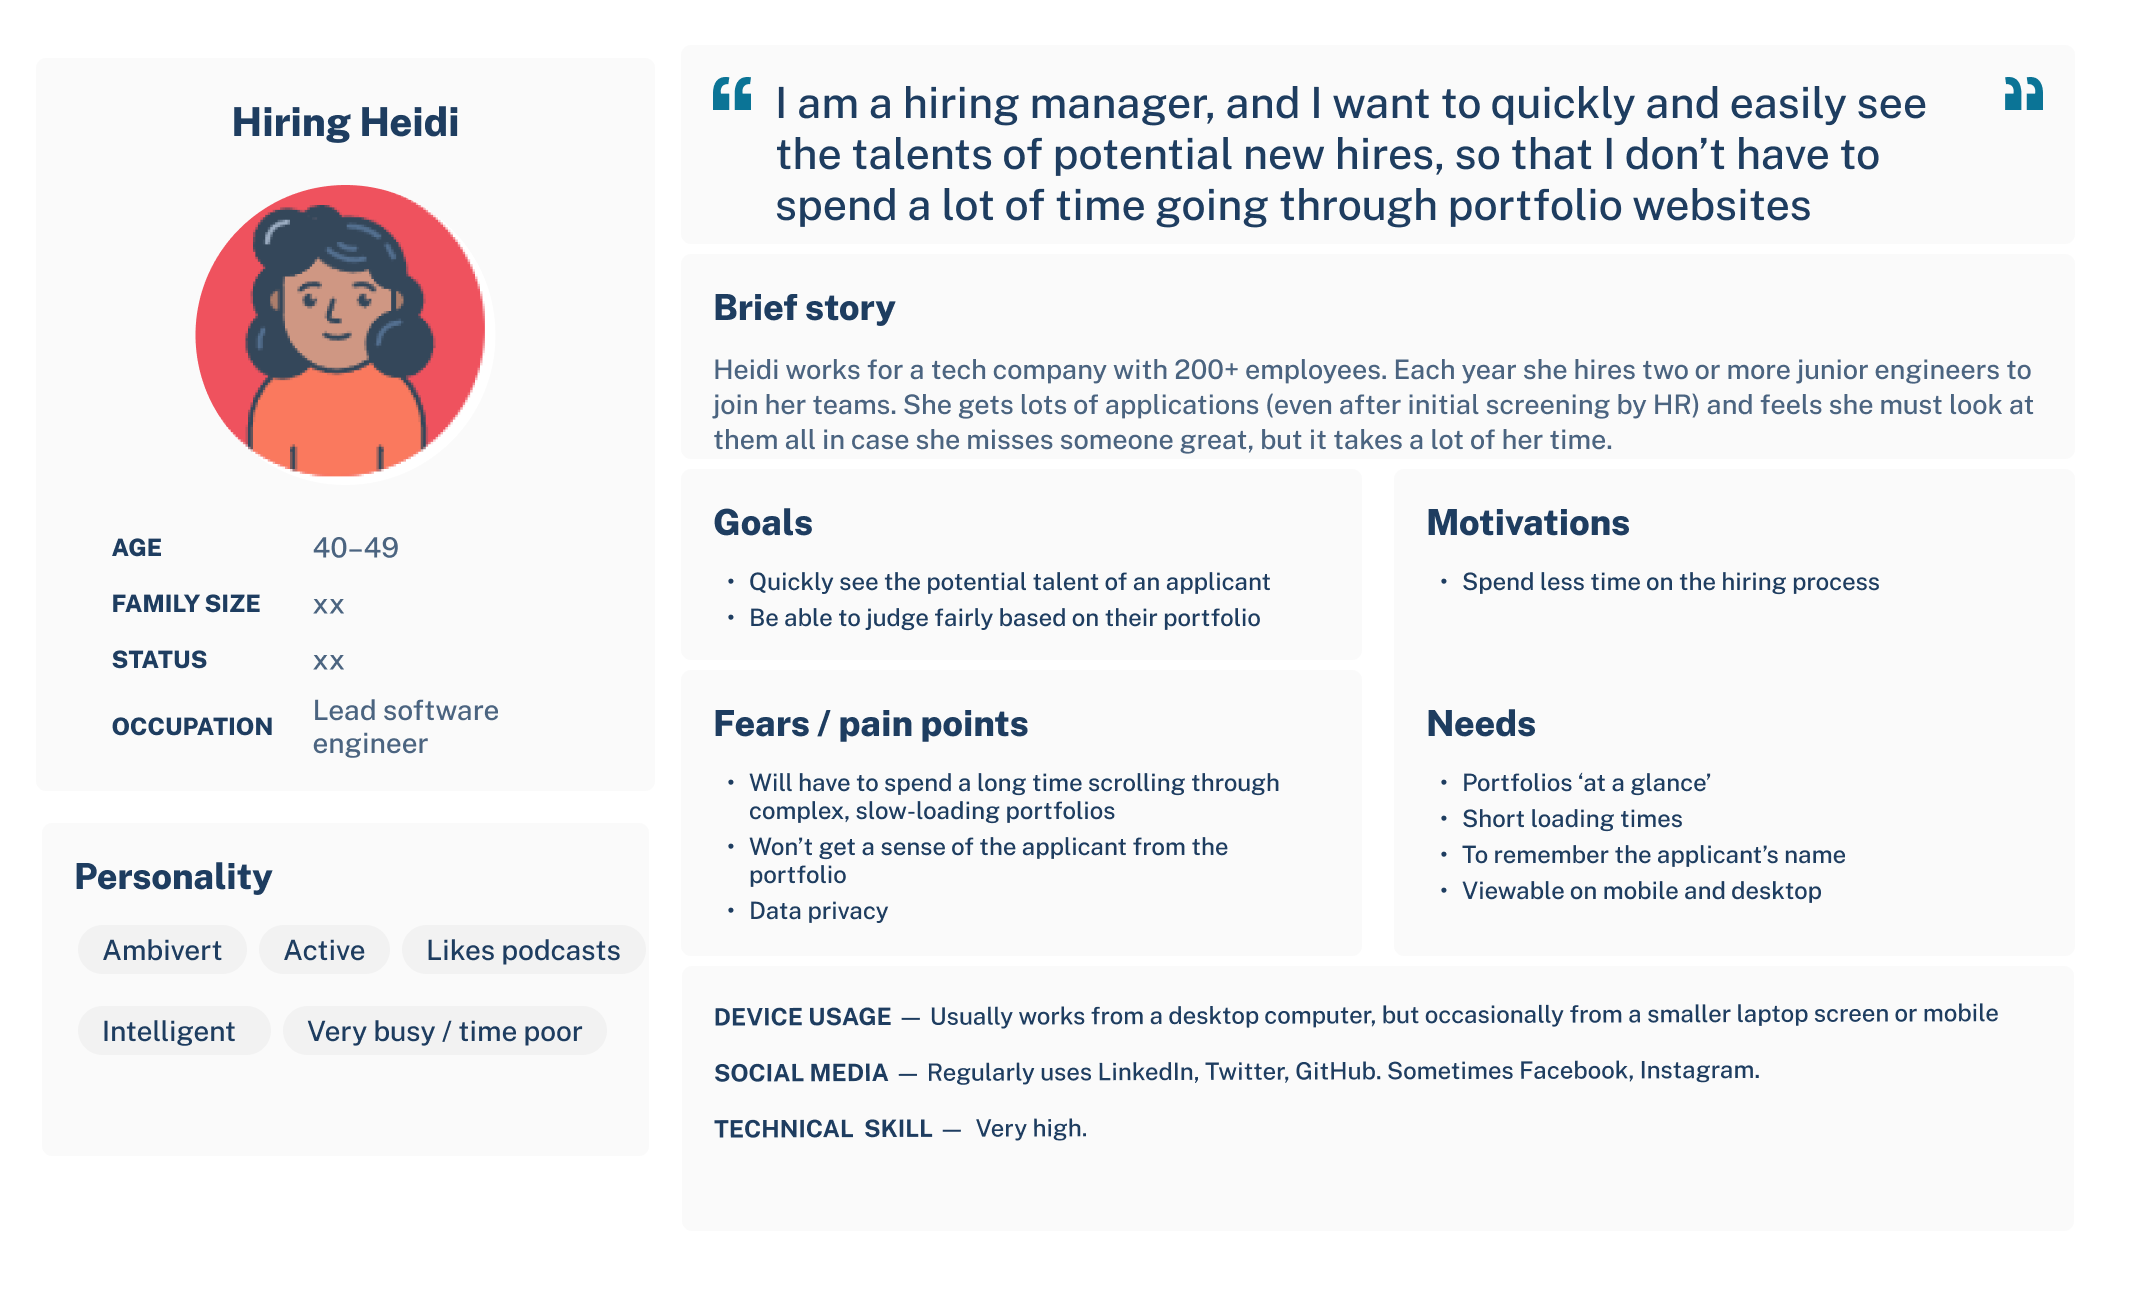 Hiring Heidi
AGE 40–49
FAMILY SIZE xx
STATUS xx
OCCUPATION Lead software
engineer
Personality
Ambivert Active Likes podcasts
Intelligent Very busy / time poor
“ I am a hiring manager, and I want to quickly and easily see ”
the talents of potential new hires, so that I don’t have to
spend a lot of time going through portfolio websites
Brief story
Heidi works for a tech company with 200+ employees. Each year she hires two or more junior engineers to
join her teams. She gets lots of applications (even after initial screening by HR) and feels she must look at
them all in case she misses someone great, but it takes a lot of her time.
Goals
• Quickly see the potential talent of an applicant
• Be able to judge fairly based on their portfolio
Motivations
• Spend less time on the hiring process
Fears / pain points
• Will have to spend a long time scrolling through
complex, slow-loading portfolios
• Won’t get a sense of the applicant from the
portfolio
• Data privacy
Needs
• Portfolios ‘at a glance’
• Short loading times
• To remember the applicant’s name
• Viewable on mobile and desktop
DEVICE USAGE — Usually works from a desktop computer, but occasionally from a smaller laptop screen or mobile
SOCIAL MEDIA — Regularly uses LinkedIn, Twitter, GitHub. Sometimes Facebook, Instagram.
TECHNICAL SKILL — Very high.